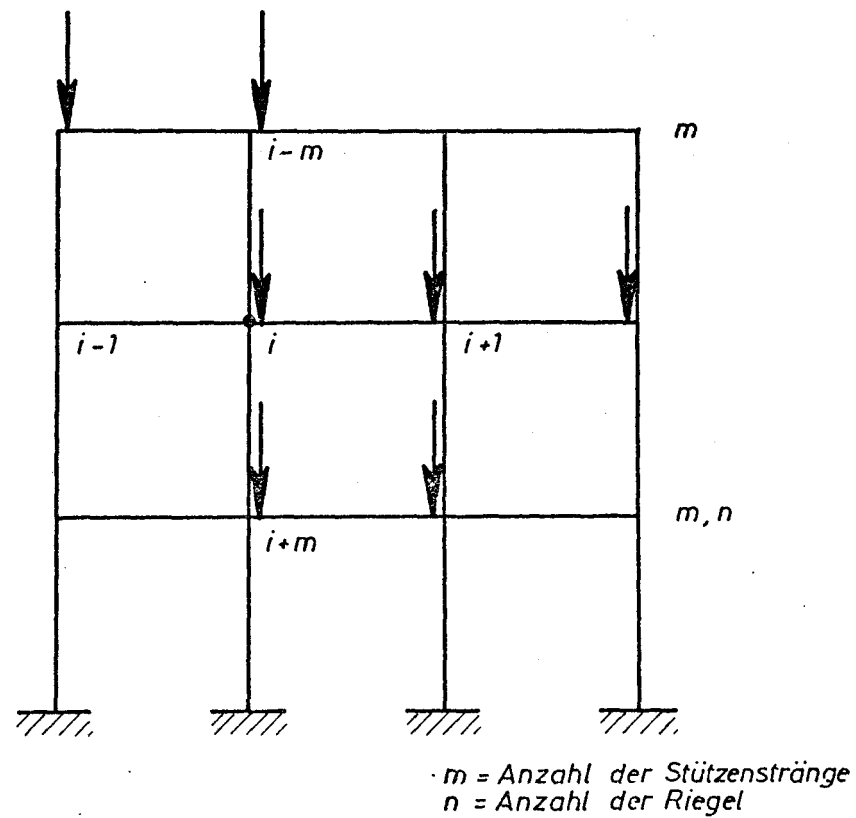 m
i-m
i-1
i
i+1
m,n
i+m
m = Anzahl der Stützenstränge
n = Anzahl der Riegel